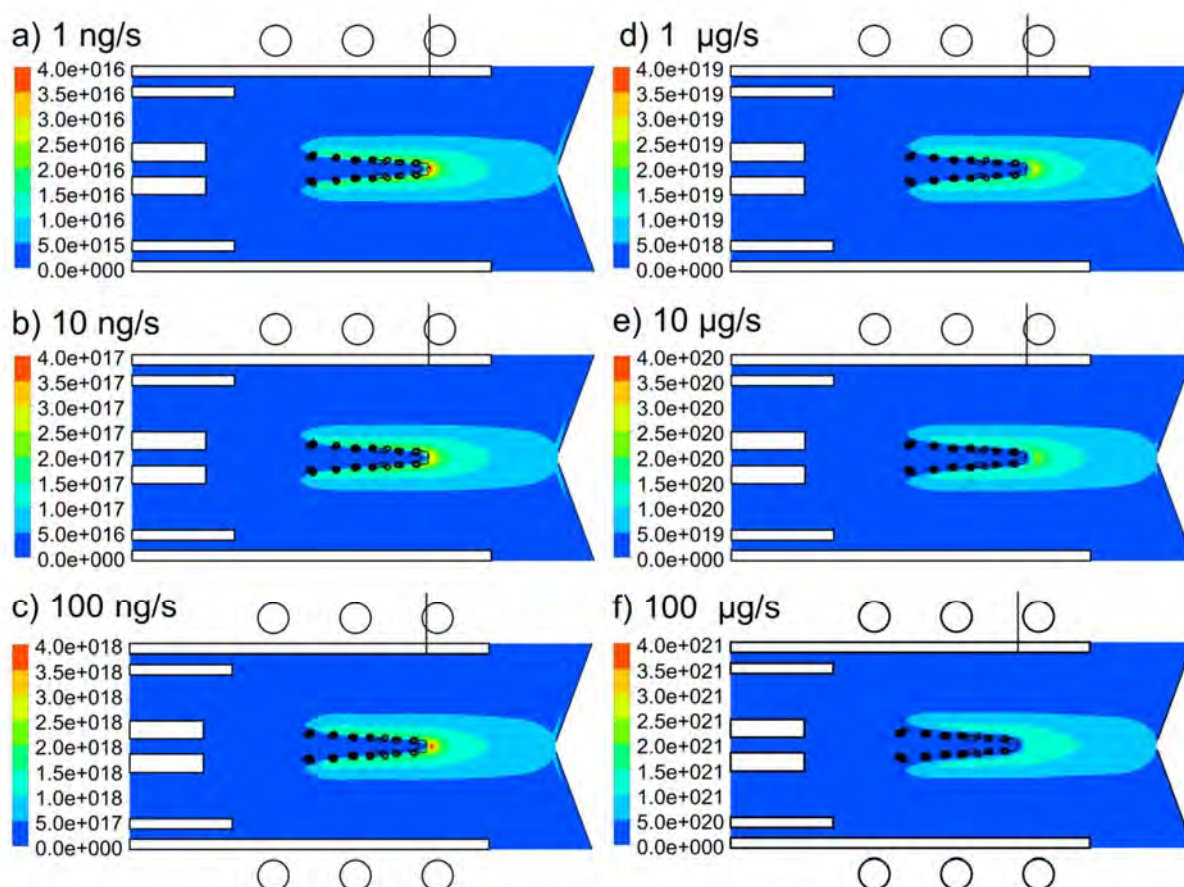 a) 1 ng/s
4.0e+016
3.5e+016
3.0e+016
2.5e+016
2.0e+016
1.5e+016
1.0e+016
5.0e+015
0.0e+000
b) 10 ng/s
4.0e+017
3.5e+017
3.0e+017
2.5e+017
2.0e+017
1.5e+017
1.0e+017
5.0e+016
0.0e+000
c) 100 ng/s
4.0e+018
3.5e+018
3.0e+018
2.5e+018
2.0e+018
1.5e+018
1.0e+018
5.0e+017
0.0e+000
d) 1 µg/s
4.0e+019
3.5e+019
3.0e+019
2.5e+019
2.0e+019
1.5e+019
1.0e+019
5.0e+018
0.0e+000
e) 10 µg/s
4.0e+020
3.5e+020
3.0e+020
2.5e+020
2.0e+020
1.5e+020
1.0e+020
5.0e+019
0.0e+000
f) 100 µg/s
4.0e+021
3.5e+021
3.0e+021
2.5e+021
2.0e+021
1.5e+021
1.0e+021
5.0e+020
0.0e+000